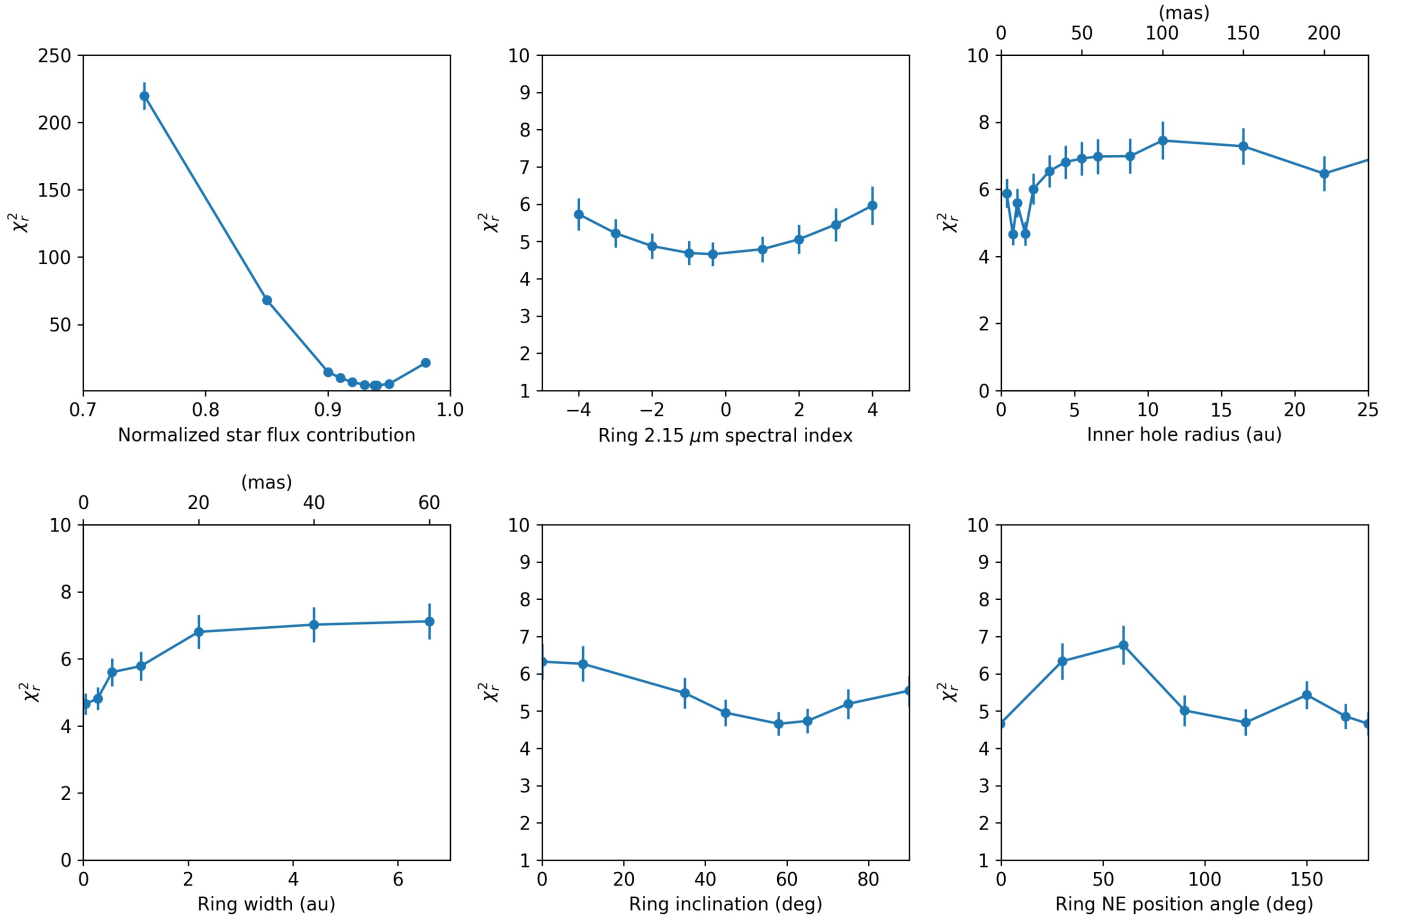 250
200
150
100
50
χ²ᵣ
0.7 0.8 0.9 1.0
Normalized star flux contribution
10
9
8
7
6
5
4
3
2
1
χ²ᵣ
−4 −2 0 2 4
Ring 2.15 μm spectral index
(mas)
0 50 100 150 200
10
8
6
4
2
0
χ²ᵣ
0 5 10 15 20 25
Inner hole radius (au)
(mas)
0 20 40 60
10
8
6
4
2
0
χ²ᵣ
0 2 4 6
Ring width (au)
10
9
8
7
6
5
4
3
2
1
χ²ᵣ
0 20 40 60 80
Ring inclination (deg)
10
9
8
7
6
5
4
3
2
1
χ²ᵣ
0 50 100 150
Ring NE position angle (deg)